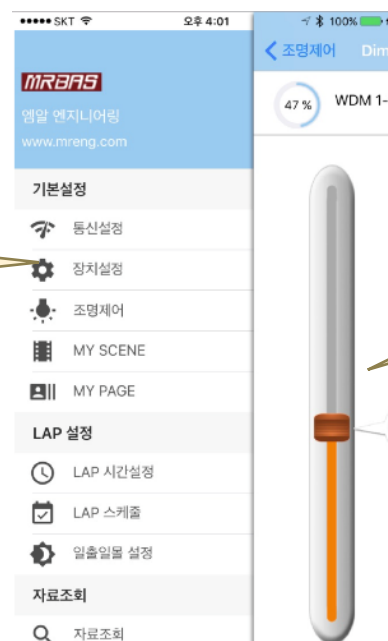 SKT 오후 4:01
100%
MRBAS
엠알 엔지니어링
www.mreng.com
기본설정
통신설정
장치설정
조명제어
MY SCENE
MY PAGE
LAP 설정
LAP 시간설정
LAP 스케줄
일출일몰 설정
자료조회
자료조회
조명제어 Dim
47 % WDM 1-